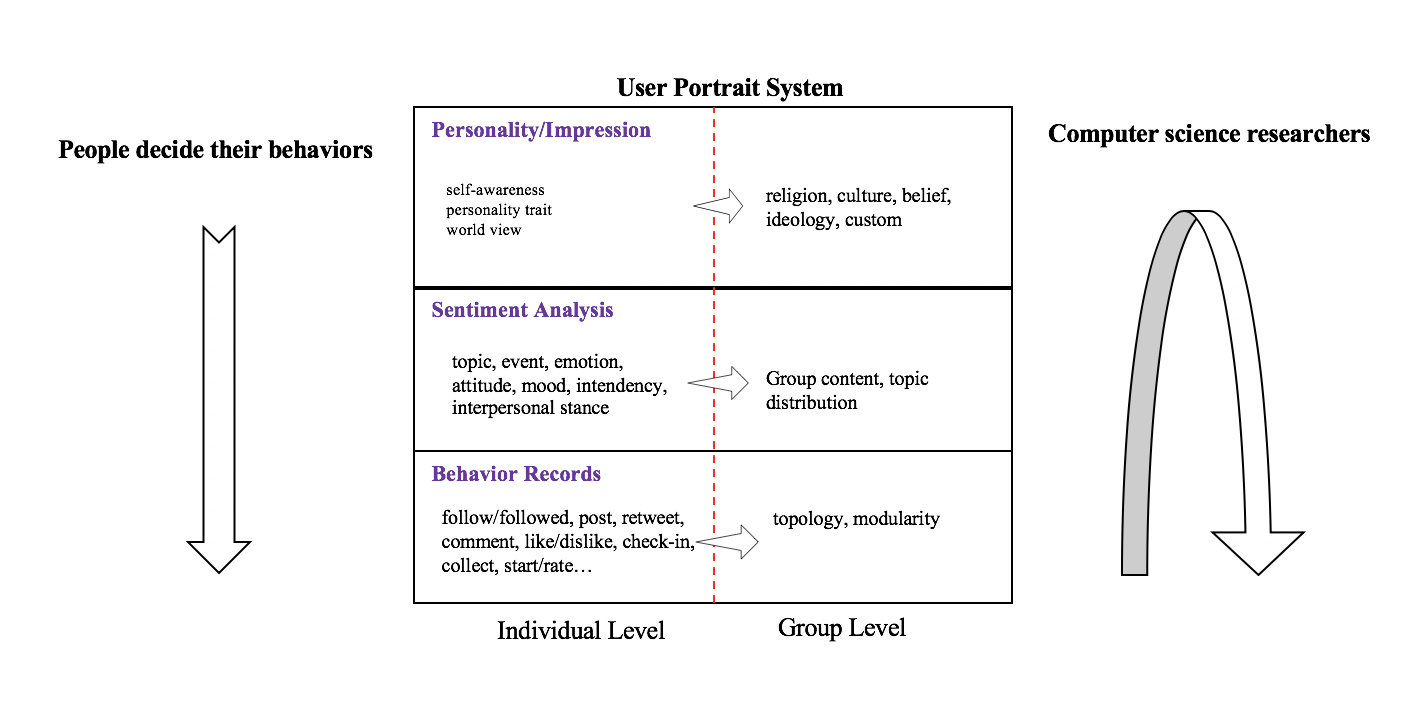 User Portrait System
People decide their behaviors
Computer science researchers
Personality/Impression
self-awareness
personality trait
world view
religion, culture, belief,
ideology, custom
Sentiment Analysis
topic, event, emotion,
attitude, mood, intendency,
interpersonal stance
Group content, topic
distribution
Behavior Records
follow/followed, post, retweet,
comment, like/dislike, check-in,
collect, start/rate…
topology, modularity
Individual Level
Group Level